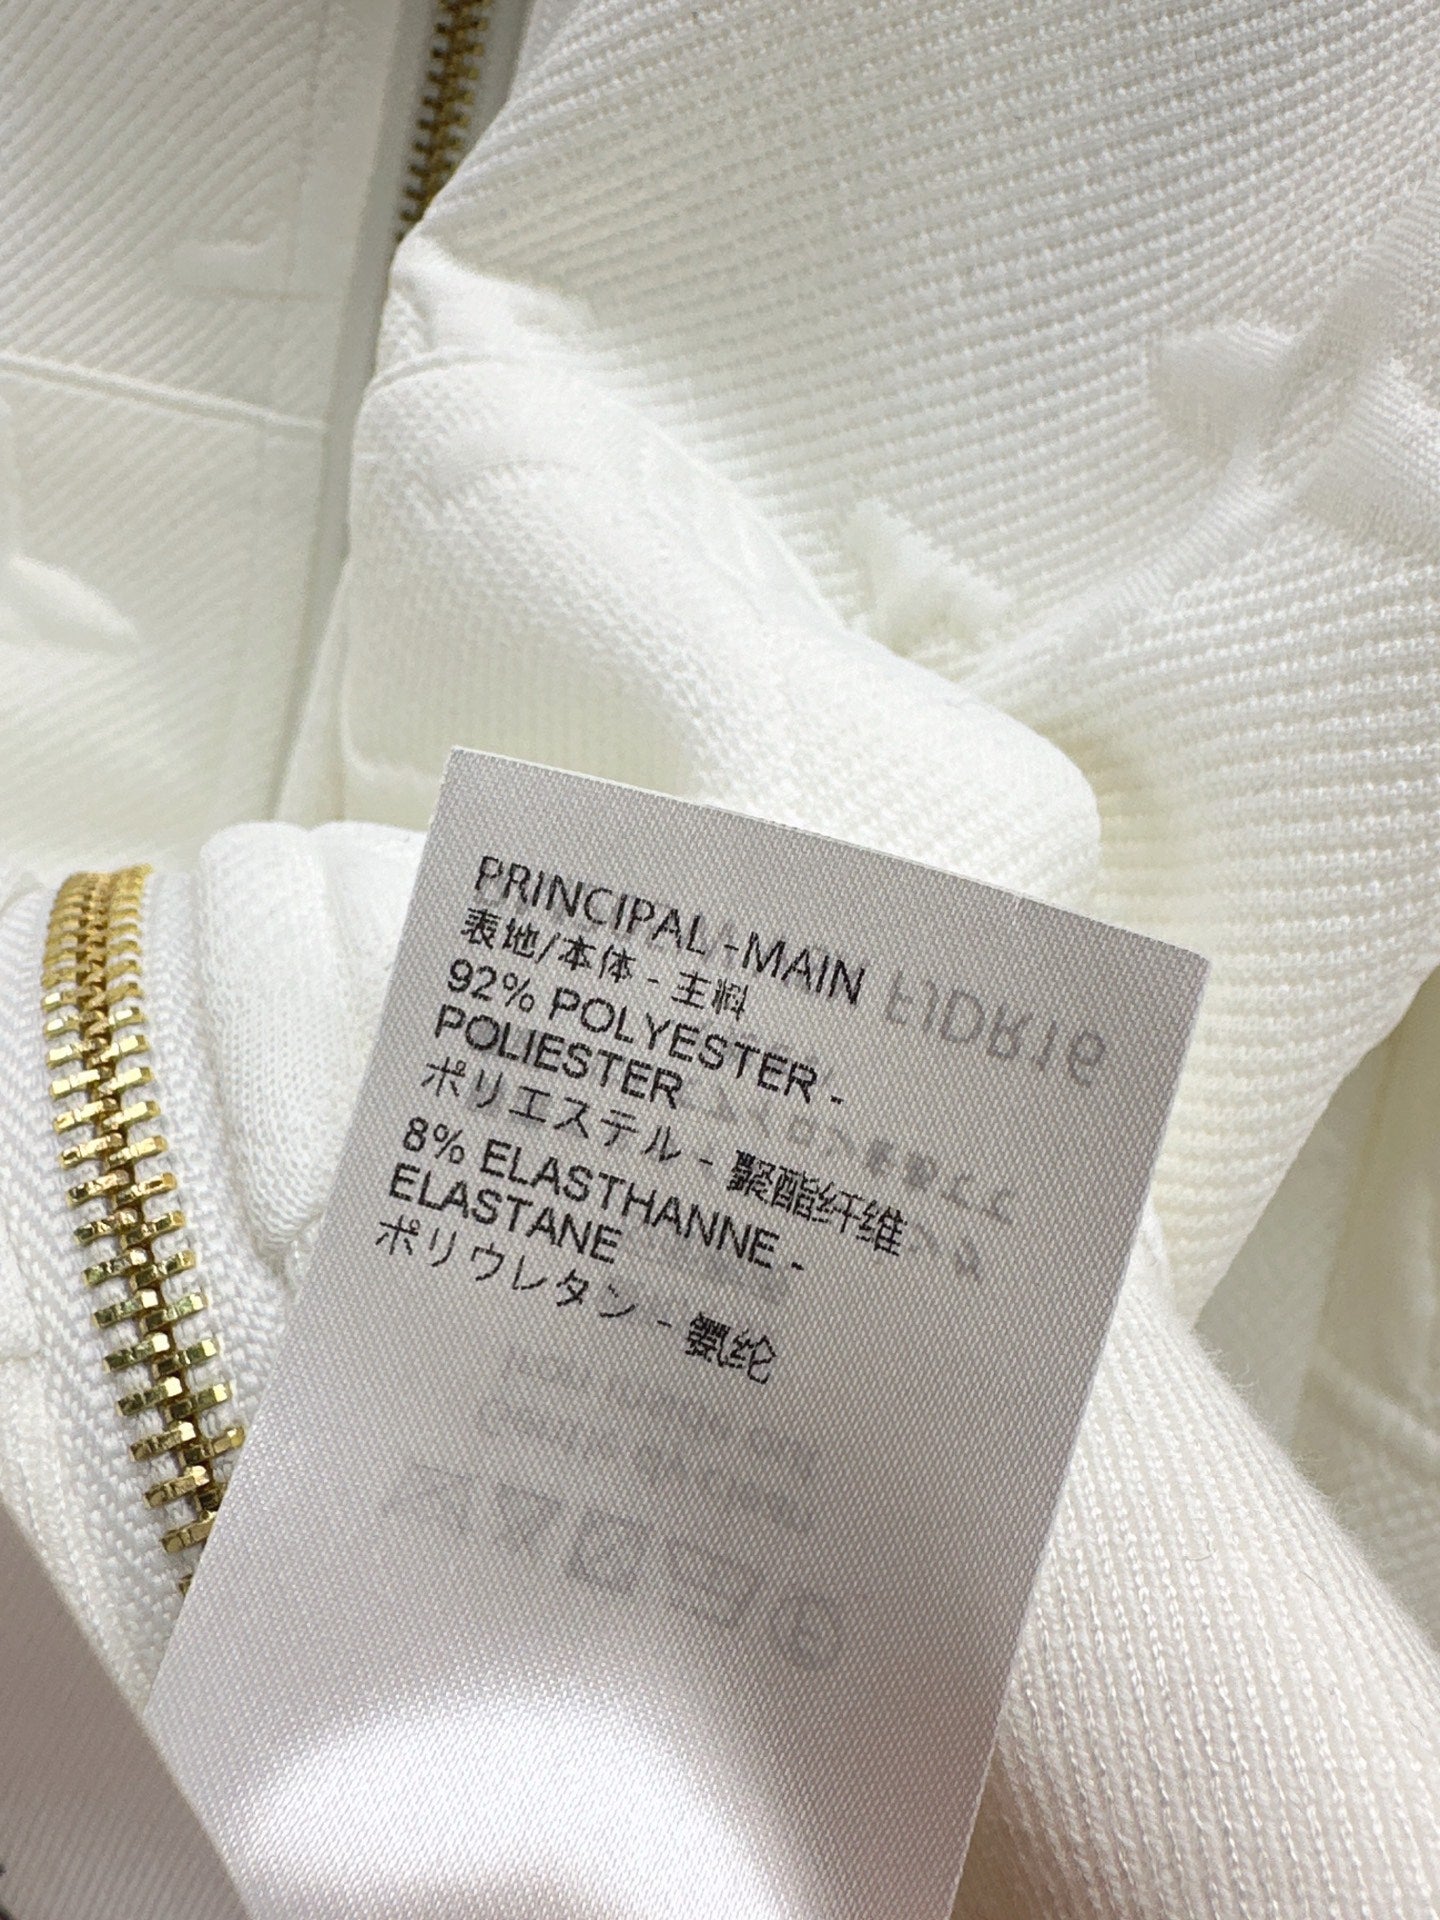 PRINCIPAL-MAIN
表地/本体 - 主料
92% POLYESTER -
POLIESTER
ポリエステル - 聚酯纤维
8% ELASTHANNE -
ELASTANE
ポリウレタン - 氨纶